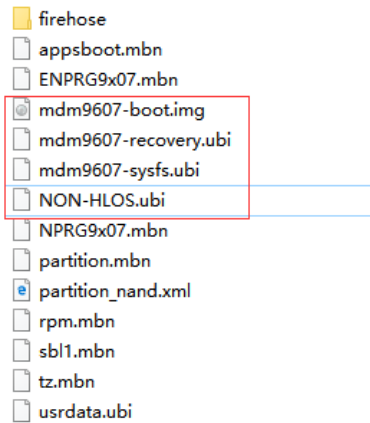 firehose
appsboot.mbn
ENPRG9x07.mbn
mdm9607-boot.img
mdm9607-recovery.ubi
mdm9607-sysfs.ubi
NON-HLOS.ubi
NPRG9x07.mbn
partition.mbn
partition_nand.xml
rpm.mbn
sbl1.mbn
tz.mbn
usrdata.ubi